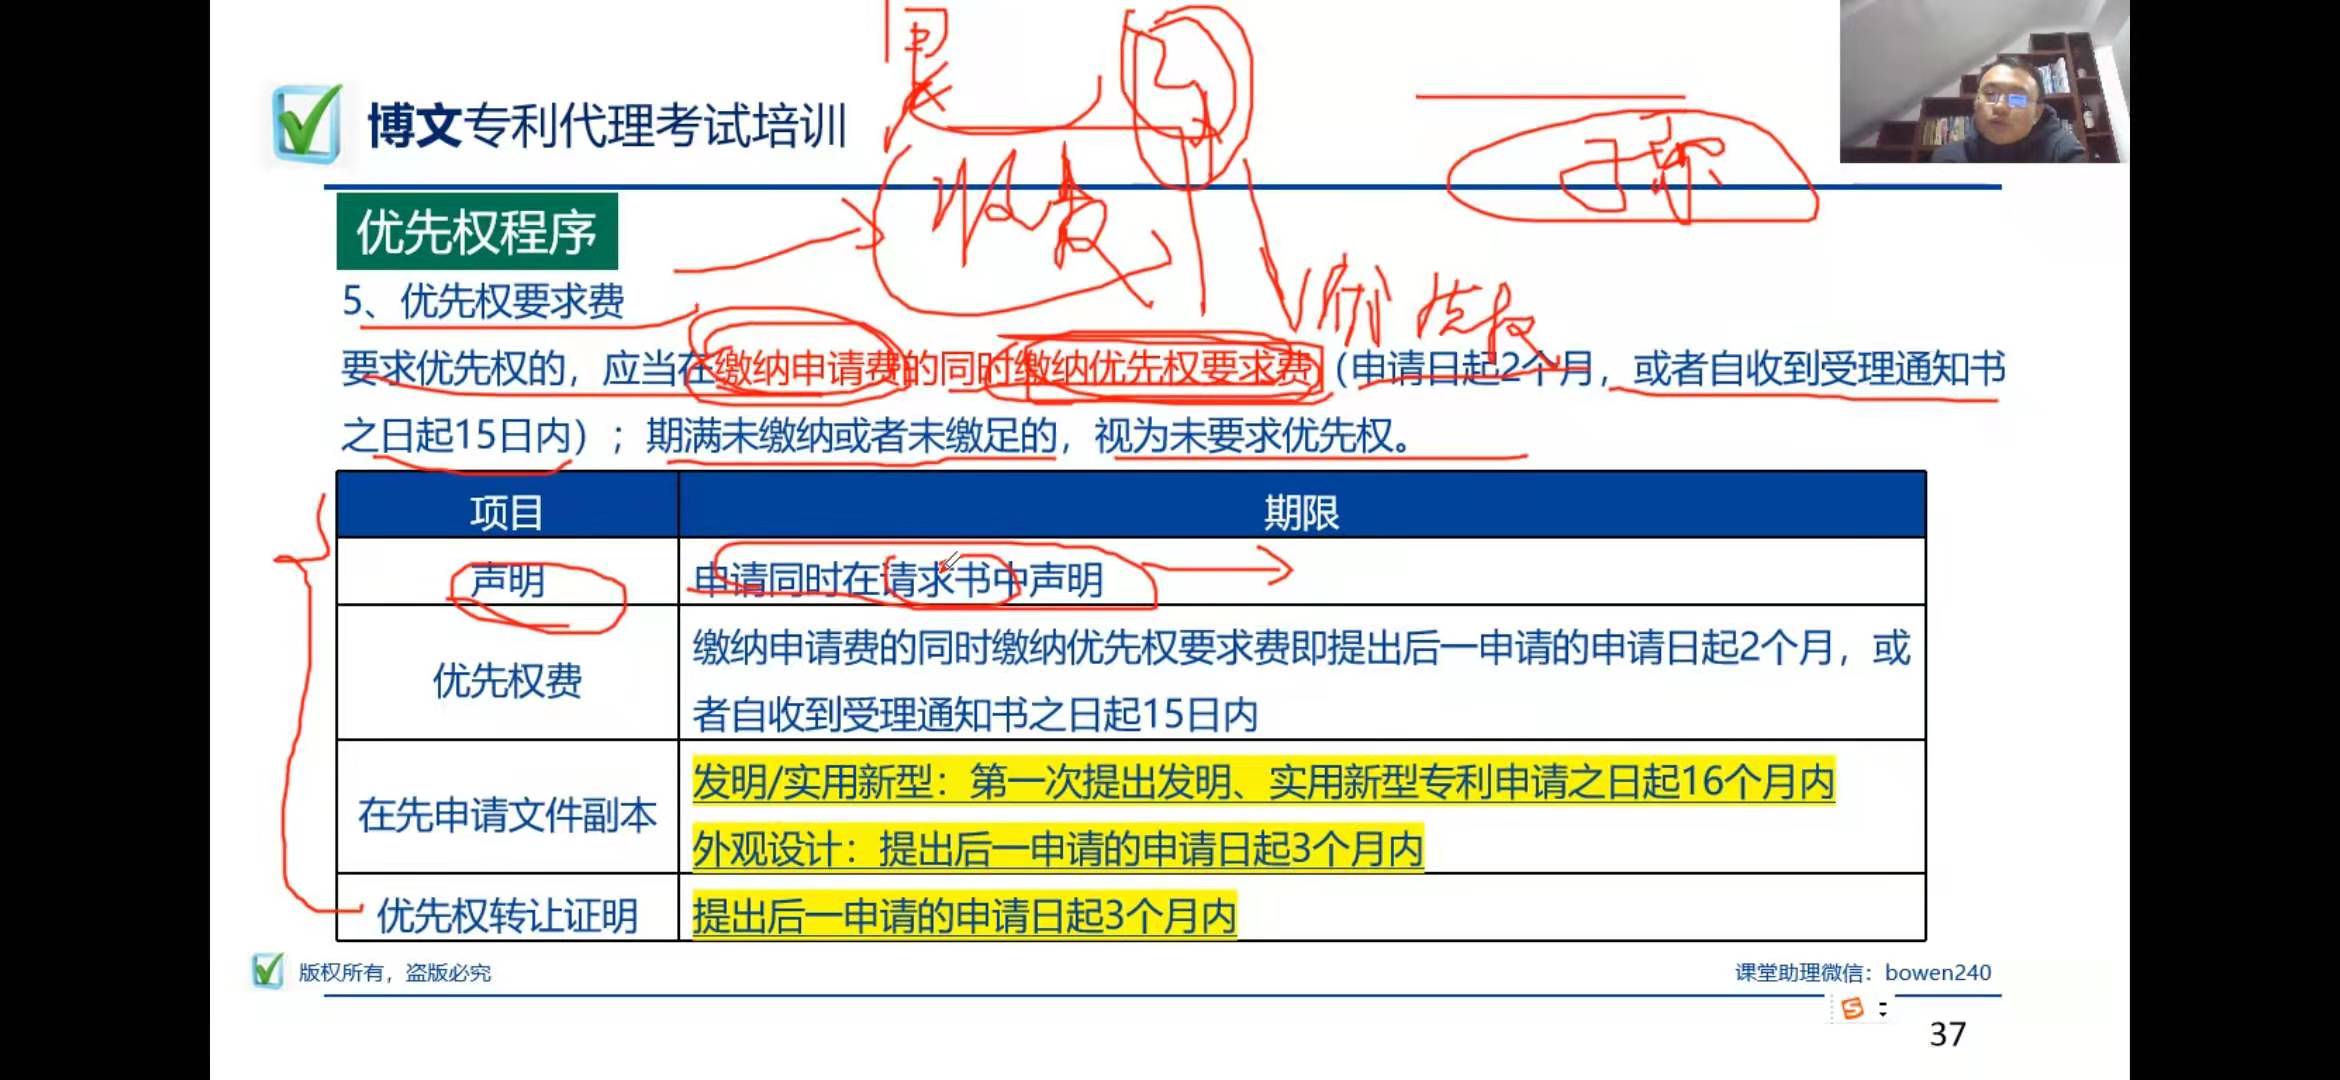 博文专利代理考试培训
优先权程序
收费
优先权
5、优先权要求费
要求优先权的，应当在缴纳申请费的同时缴纳优先权要求费（申请日起2个月，或者自收到受理通知书
之日起15日内）；期满未缴纳或者未缴足的，视为未要求优先权。
项目 期限
声明 申请同时在请求书中声明
优先权费 缴纳申请费的同时缴纳优先权要求费即提出后一申请的申请日起2个月，或
者自收到受理通知书之日起15日内
在先申请文件副本 发明/实用新型：第一次提出发明、实用新型专利申请之日起16个月内
外观设计：提出后一申请的申请日起3个月内
优先权转让证明 提出后一申请的申请日起3个月内
版权所有，盗版必究
课堂助理微信：bowen240
37